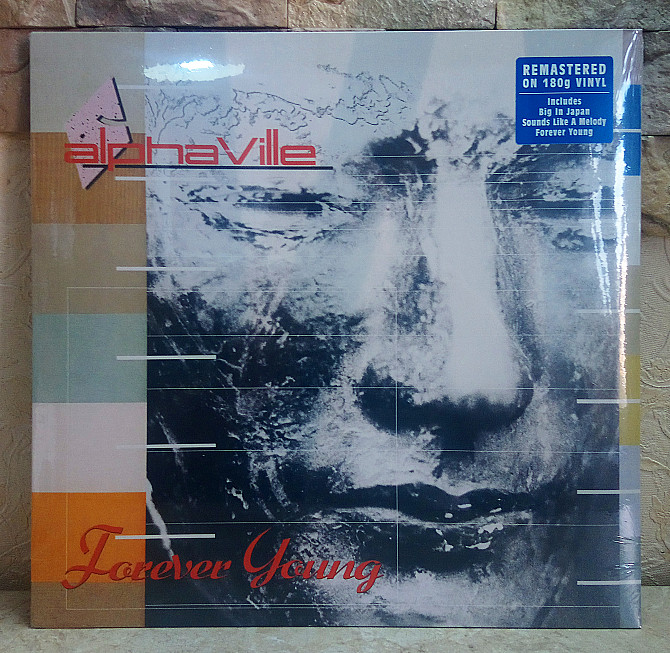 REMASTERED
ON 180g VINYL
Includes
Big In Japan
Sounds Like A Melody
Forever Young
alphaville
Forever Young